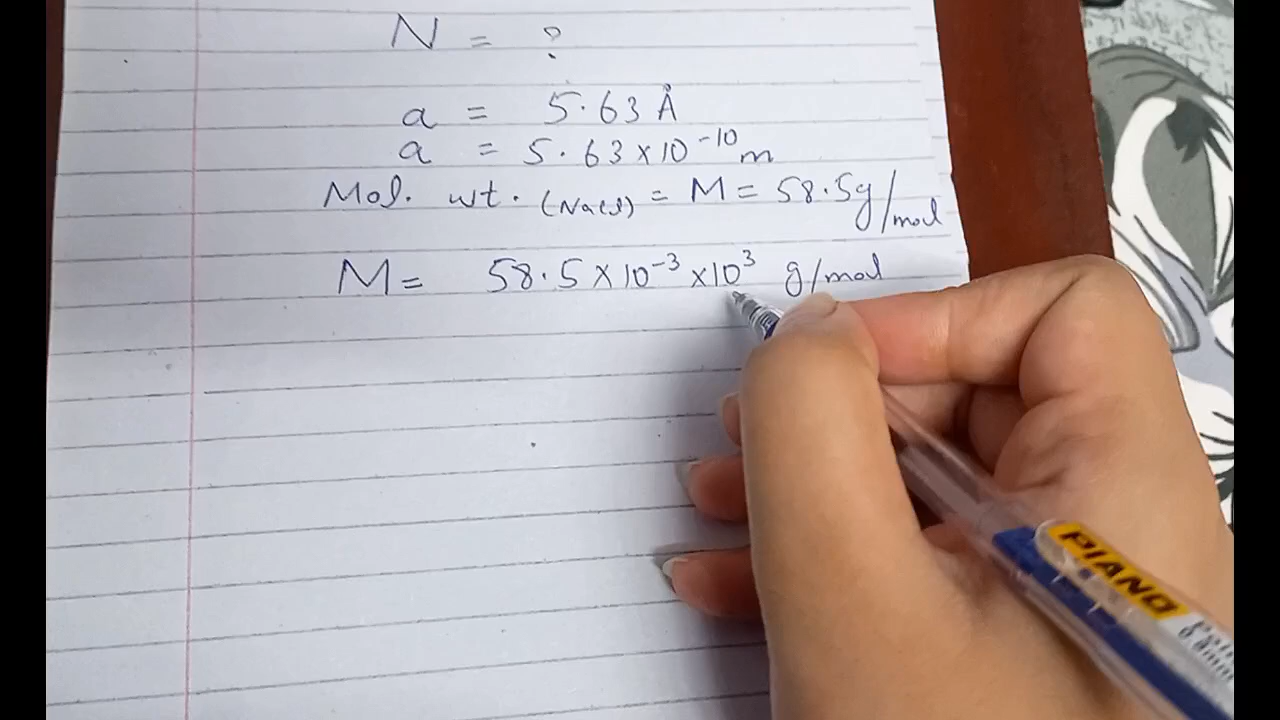 N = ?
a = 5.63 Å
a = 5.63 × 10⁻¹⁰ m
Mol. wt. (NaCl) = M = 58.5g/mol
M = 58.5 × 10⁻³ × 10³ g/mol
PIANO